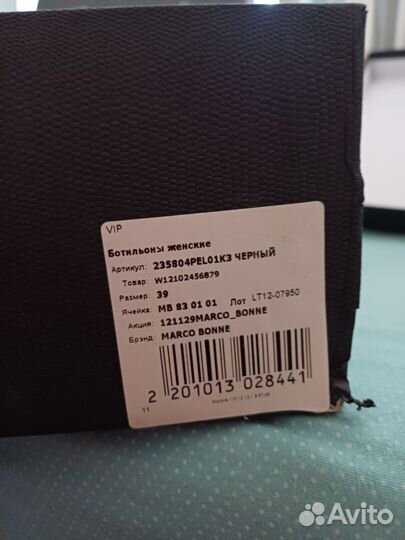 VIP
Ботильоны женские
Артикул: 235804PEL01K3 ЧЕРНЫЙ
Товар: W12102456879
Размер: 39
Ячейка: MB 83 01 01 Лот LT12-07950
Акция: 121129MARCO_BONNE
Брэнд: MARCO BONNE
2 201013 028441
11
Avito